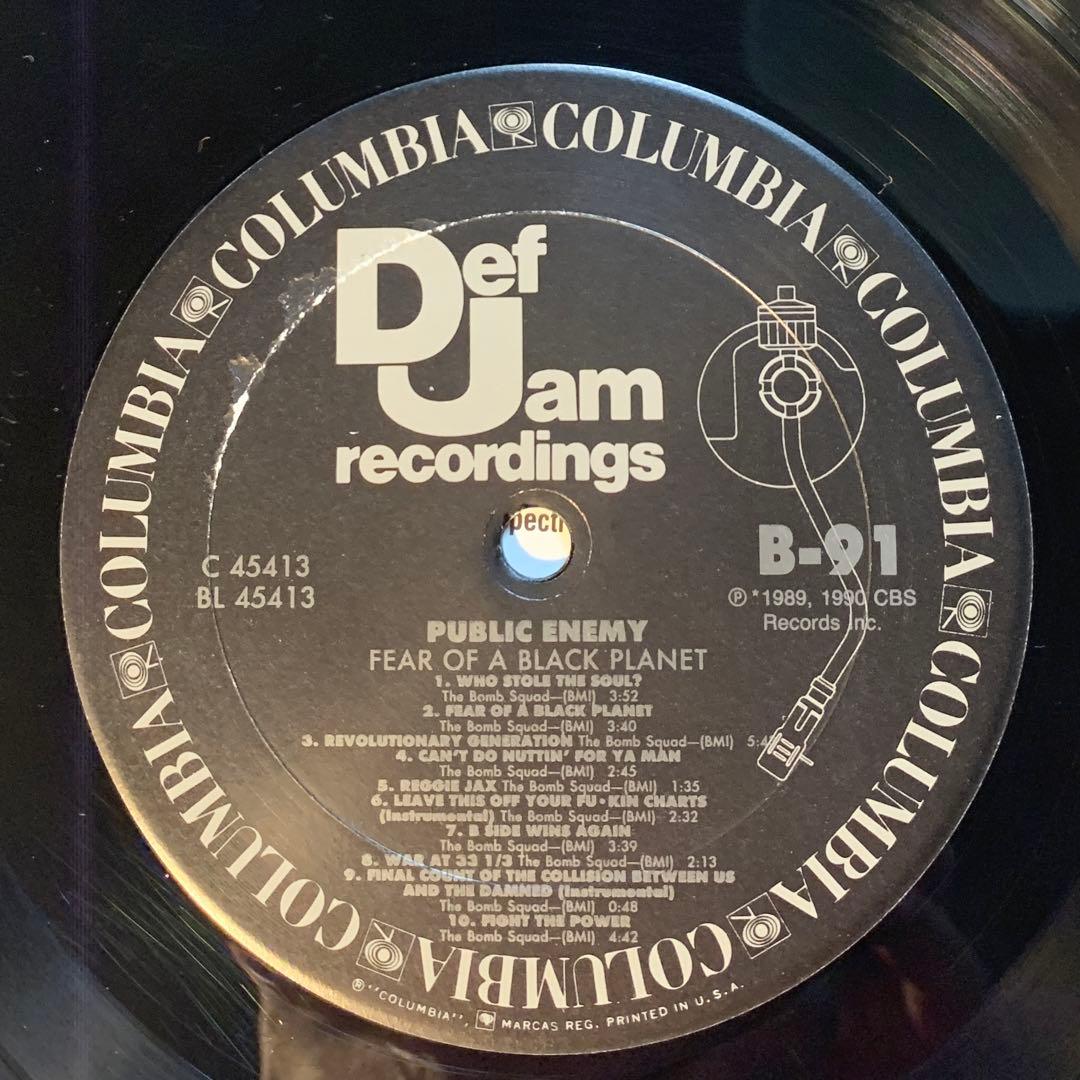 COLUMBIA COLUMBIA COLUMBIA COLUMBIA COLUMBIA COLUMBIA COLUMBIA COLUMBIA COLUMBIA COLUMBIA
Def
Jam
recordings
pect
B-91
C 45413
BL 45413
℗ *1989, 1990 CBS
Records Inc.
PUBLIC ENEMY
FEAR OF A BLACK PLANET
1. WHO STOLE THE SOUL?
The Bomb Squad—(BMI) 3:52
2. FEAR OF A BLACK PLANET
The Bomb Squad—(BMI) 3:40
3. REVOLUTIONARY GENERATION The Bomb Squad—(BMI) 5:4
4. CAN'T DO NUTTIN' FOR YA MAN
The Bomb Squad—(BMI) 2:45
5. REGGIE JAX The Bomb Squad—(BMI) 1:35
6. LEAVE THIS OFF YOUR FU•KIN CHARTS
(Instrumental) The Bomb Squad—(BMI) 2:32
7. B SIDE WINS AGAIN
The Bomb Squad—(BMI) 3:39
8. WAR AT 33 1/3 The Bomb Squad—(BMI) 2:13
9. FINAL COUNT OF THE COLLISION BETWEEN US
AND THE DAMNED (Instrumental)
The Bomb Squad—(BMI) 0:48
10. FIGHT THE POWER
The Bomb Squad—(BMI) 4:42
® "COLUMBIA", MARCAS REG. PRINTED IN U.S.A.